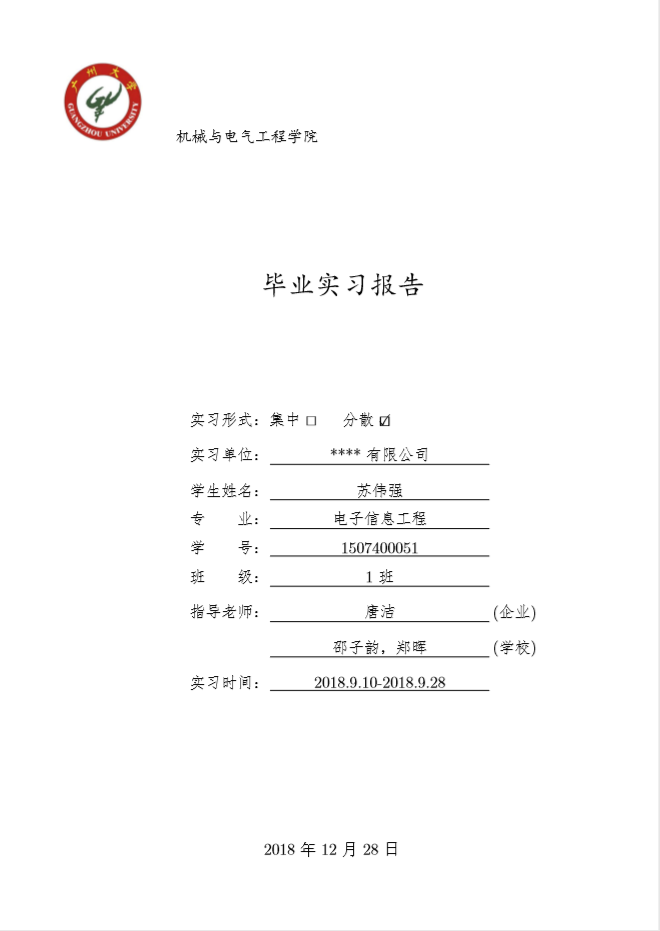 广州大学
GUANGZHOU UNIVERSITY
机械与电气工程学院
毕业实习报告
实习形式：集中 □ 分散 ☑
实习单位： **** 有限公司
学生姓名： 苏伟强
专 业： 电子信息工程
学 号： 1507400051
班 级： 1 班
指导老师： 唐洁 (企业)
邵子韵，郑晖 (学校)
实习时间： 2018.9.10-2018.9.28
2018 年 12 月 28 日